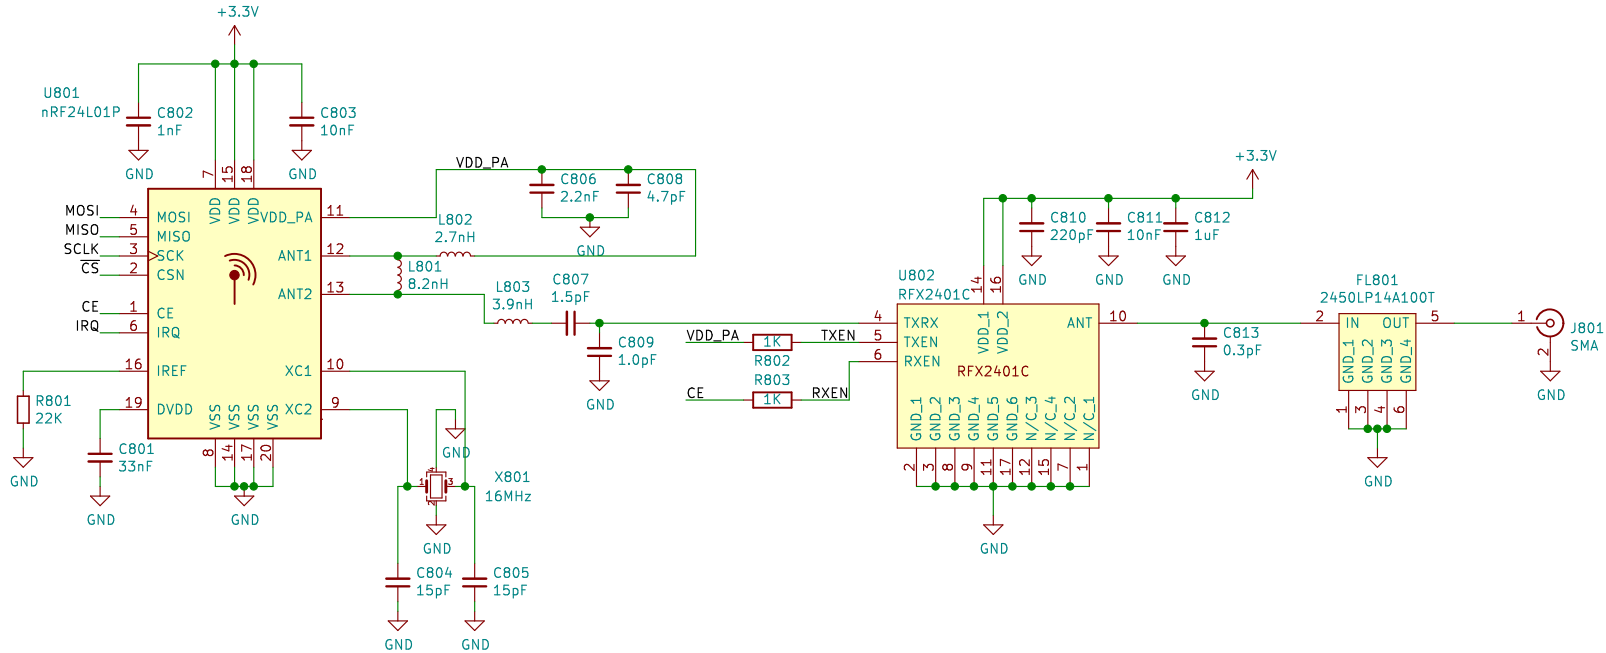 +3.3V
U801
nRF24L01P
C802
1nF
GND
C803
10nF
GND
7
15
18
VDD
VDD
VDD
VDD_PA
11
MOSI
4
MOSI
MISO
5
MISO
SCLK
3
SCK
CS
2
CSN
CE
1
CE
IRQ
6
IRQ
16
IREF
19
DVDD
ANT1
12
ANT2
13
XC1
10
XC2
9
VSS
VSS
VSS
VSS
8
14
17
20
GND
R801
22K
GND
C801
33nF
GND
VDD_PA
C806
2.2nF
C808
4.7pF
GND
L802
2.7nH
L801
8.2nH
L803
3.9nH
C807
1.5pF
C809
1.0pF
GND
GND
4
1
3
2
X801
16MHz
GND
C804
15pF
GND
C805
15pF
GND
VDD_PA
1K
R802
TXEN
CE
R803
1K
RXEN
+3.3V
C810
220pF
GND
C811
10nF
GND
C812
1uF
GND
U802
RFX2401C
14
16
VDD_1
VDD_2
4
TXRX
5
TXEN
6
RXEN
ANT
10
RFX2401C
GND_1
GND_2
GND_3
GND_4
GND_5
GND_6
N/C_3
N/C_4
N/C_2
N/C_1
2
3
8
9
11
17
12
15
7
1
GND
C813
0.3pF
GND
FL801
2450LP14A100T
2
IN
OUT
5
GND_1
GND_2
GND_3
GND_4
1
3
4
6
GND
1
J801
SMA
2
GND